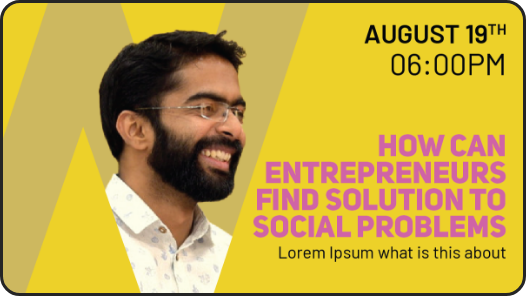 AUGUST 19TH
06:00PM
HOW CAN
ENTREPRENEURS
FIND SOLUTION TO
SOCIAL PROBLEMS
Lorem Ipsum what is this about